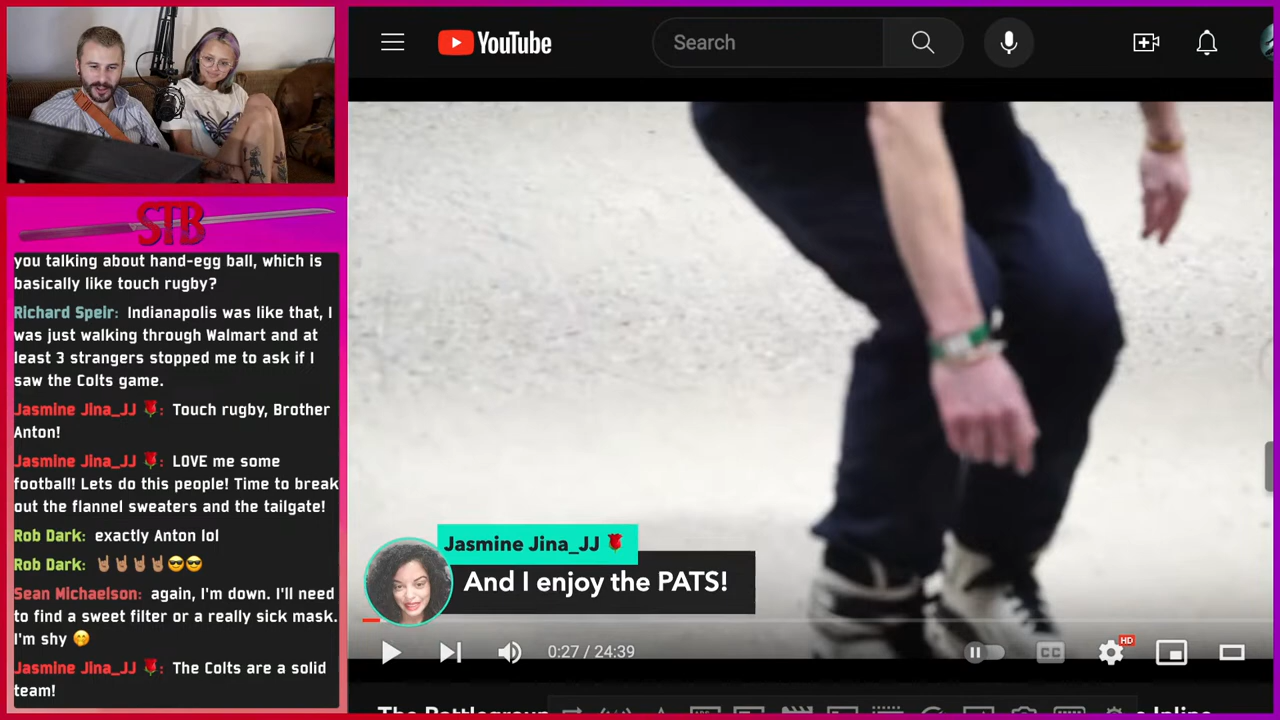 YouTube
Search
STB
you talking about hand-egg ball, which is
basically like touch rugby?
Richard Speir: Indianapolis was like that, I
was just walking through Walmart and at
least 3 strangers stopped me to ask if I
saw the Colts game.
Jasmine Jina_JJ 🌹: Touch rugby, Brother
Anton!
Jasmine Jina_JJ 🌹: LOVE me some
football! Lets do this people! Time to break
out the flannel sweaters and the tailgate!
Rob Dark: exactly Anton lol
Rob Dark: 🤘🏽🤘🏽🤘🏽🤘🏽😎😎
Sean Michaelson: again, I'm down. I'll need
to find a sweet filter or a really sick mask.
I'm shy 🤭
Jasmine Jina_JJ 🌹: The Colts are a solid
team!
Jasmine Jina_JJ 🌹
And I enjoy the PATS!
0:27 / 24:39
CC
HD
The Battleground
Inline